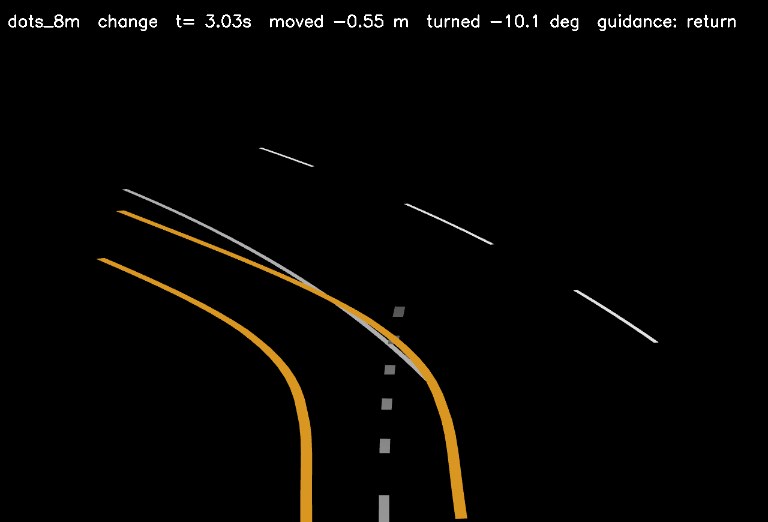 dots_8m change t= 3.03s moved −0.55 m turned −10.1 deg guidance: return